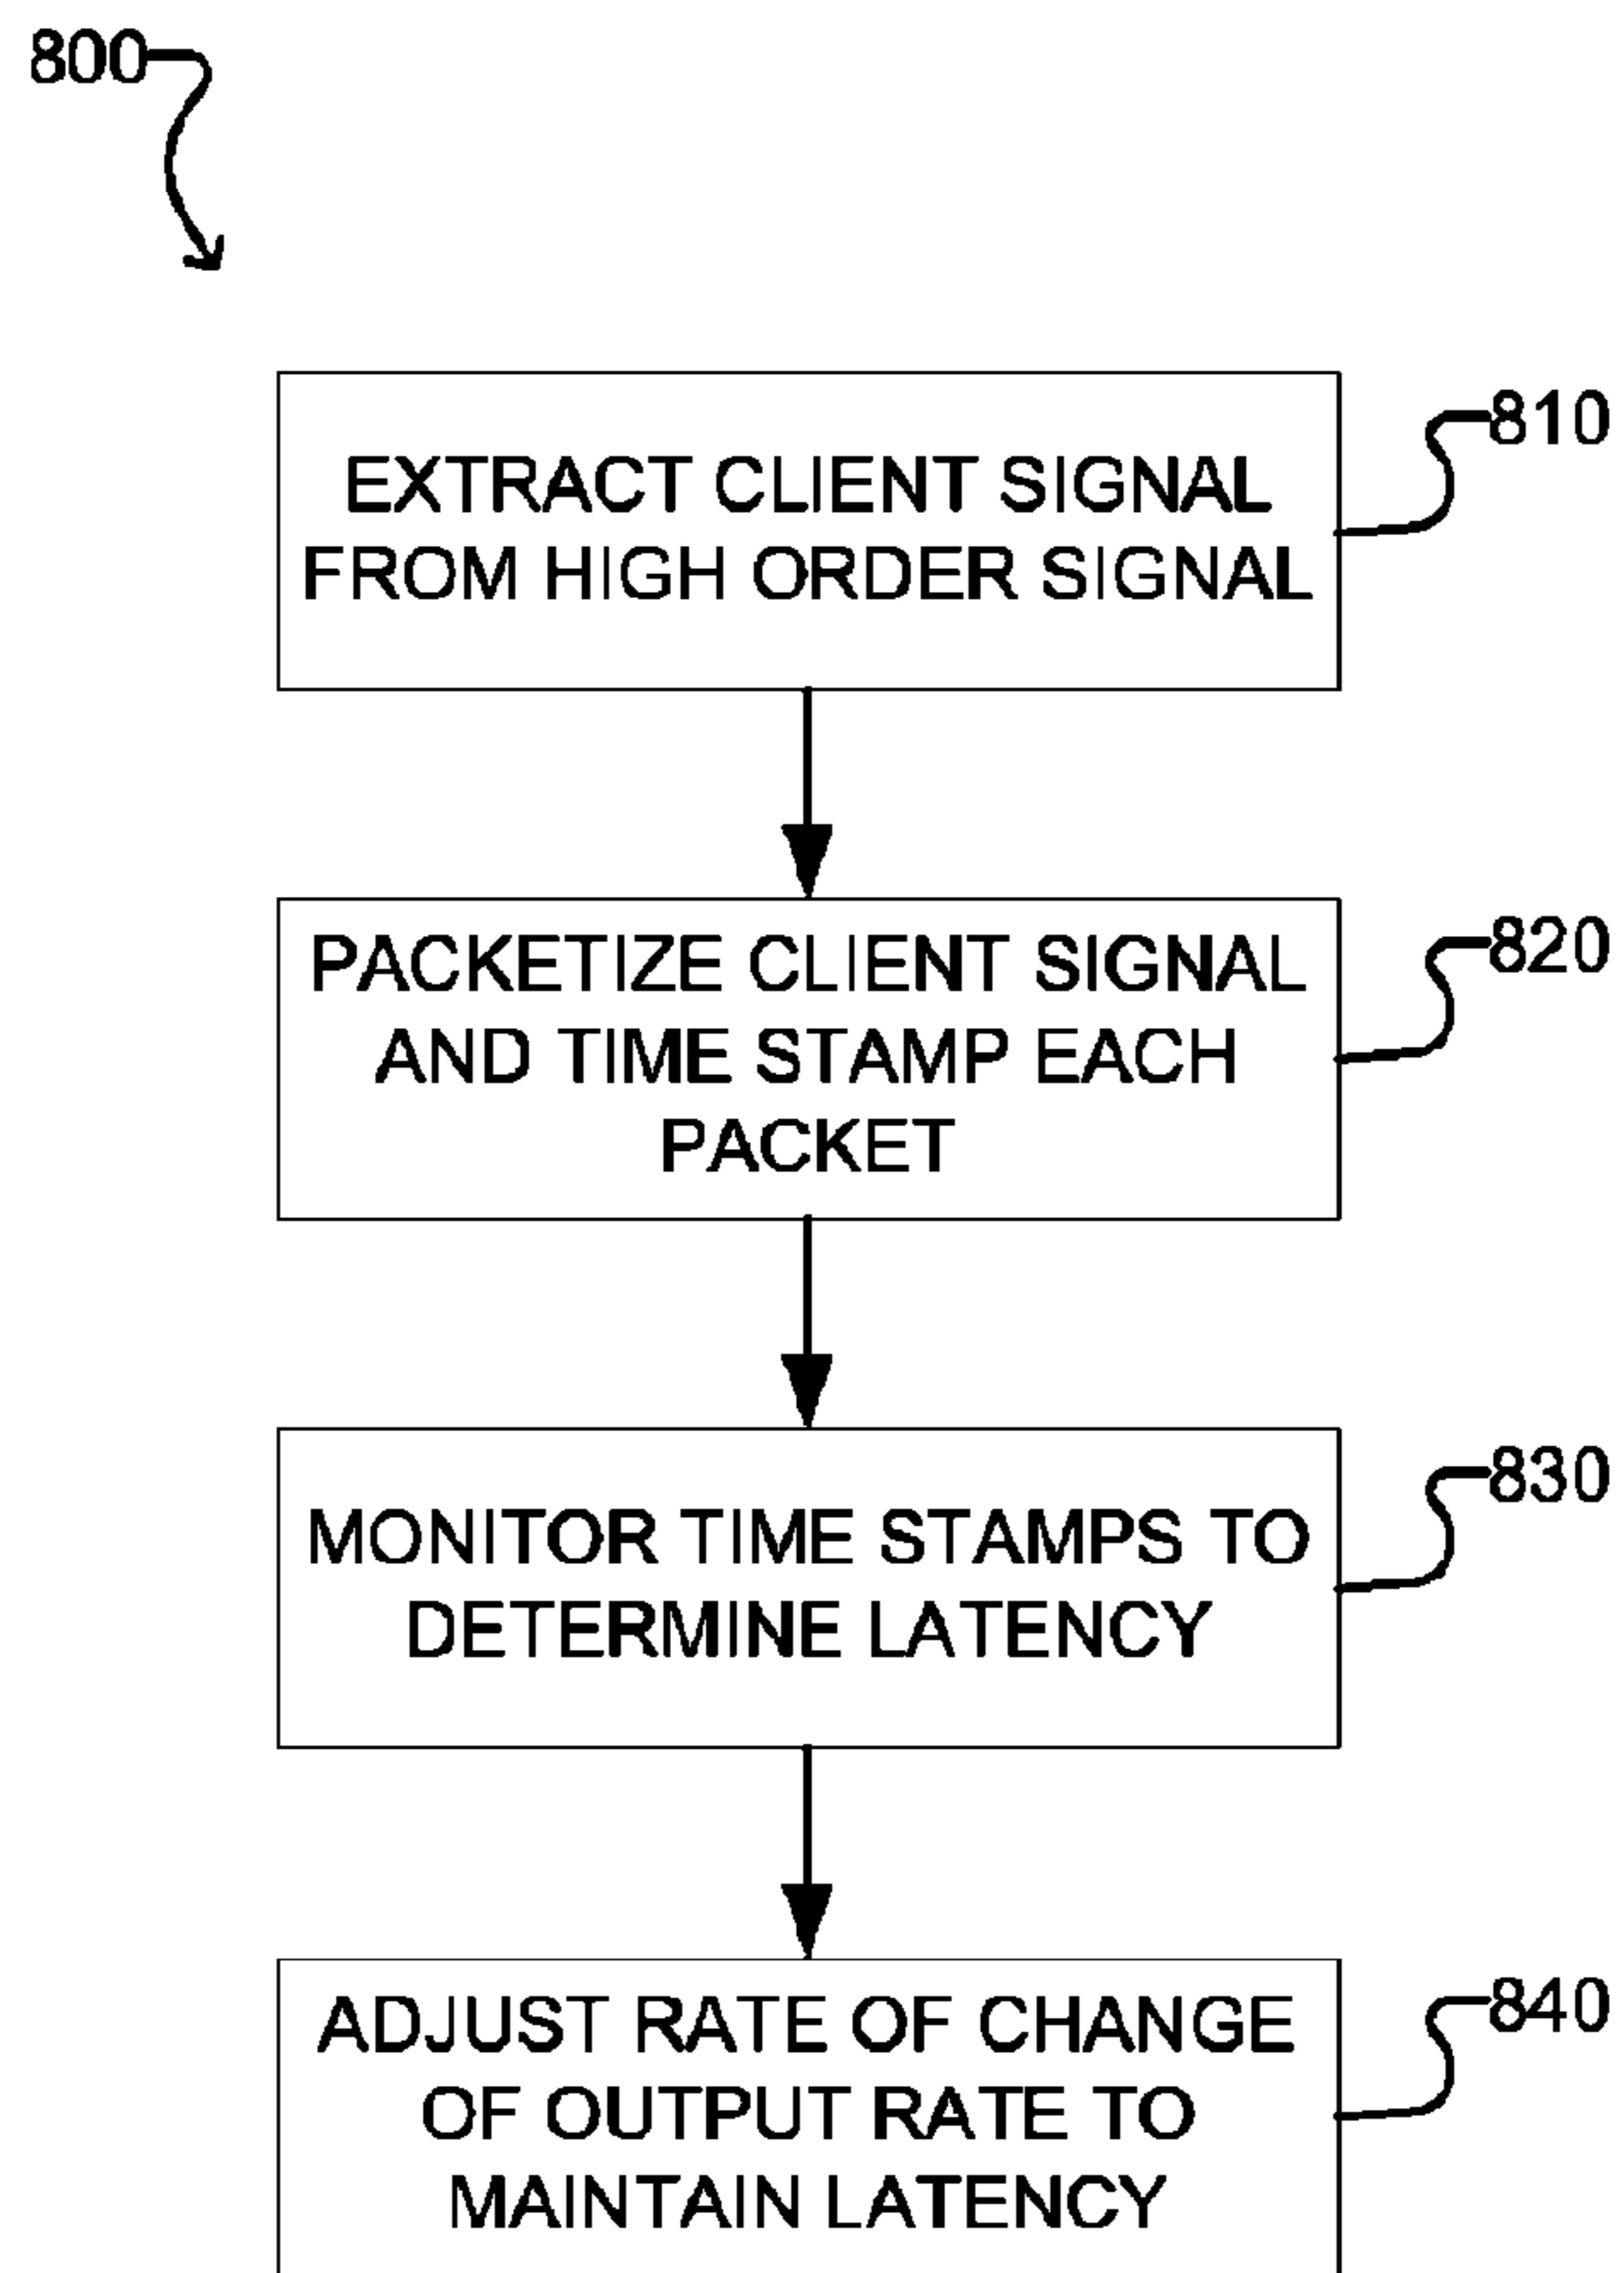 800
EXTRACT CLIENT SIGNAL
FROM HIGH ORDER SIGNAL
810
PACKETIZE CLIENT SIGNAL
AND TIME STAMP EACH
PACKET
820
MONITOR TIME STAMPS TO
DETERMINE LATENCY
830
ADJUST RATE OF CHANGE
OF OUTPUT RATE TO
MAINTAIN LATENCY
840